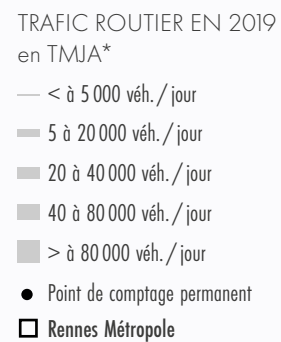 TRAFIC ROUTIER EN 2019
en TMJA*
< à 5 000 véh. / jour
5 à 20 000 véh. / jour
20 à 40 000 véh. / jour
40 à 80 000 véh. / jour
> à 80 000 véh. / jour
Point de comptage permanent
Rennes Métropole